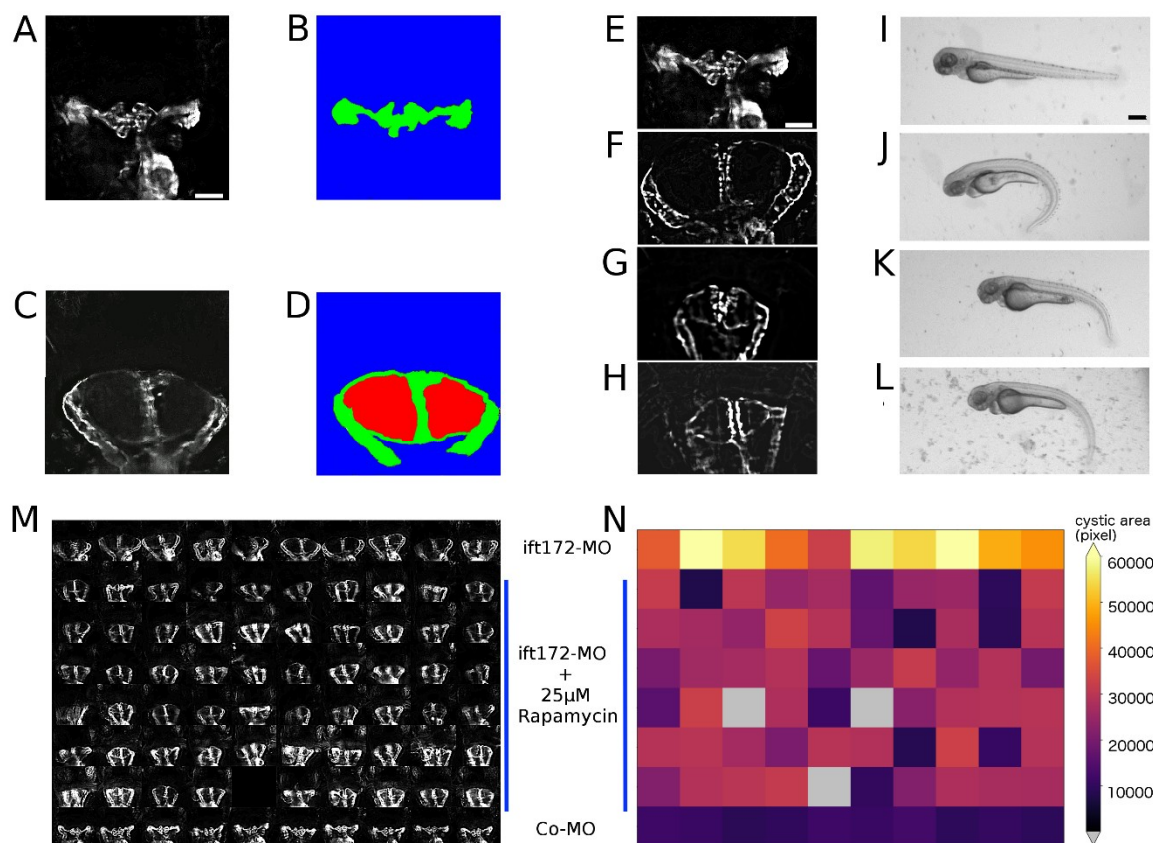 A
B
C
D
E
F
G
H
I
J
K
L
M
ift172-MO
ift172-MO
+
25µM
Rapamycin
Co-MO
N
cystic area
(pixel)
60000
50000
40000
30000
20000
10000